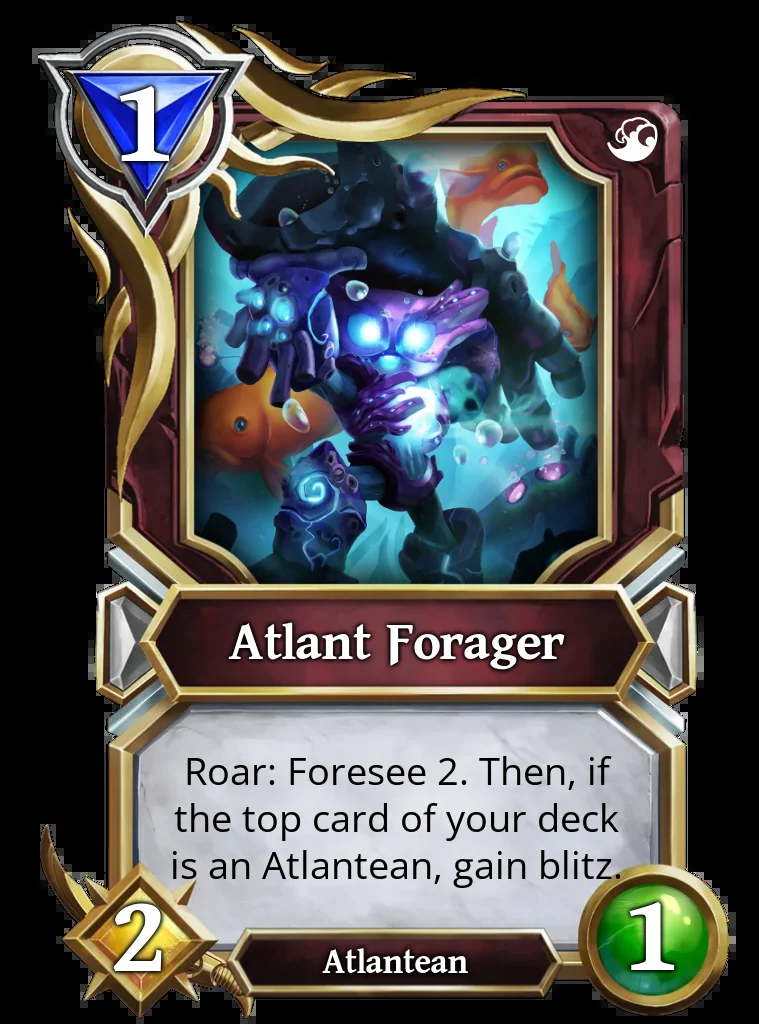 1
Atlant Forager
Roar: Foresee 2. Then, if
the top card of your deck
is an Atlantean, gain blitz.
2
Atlantean
1